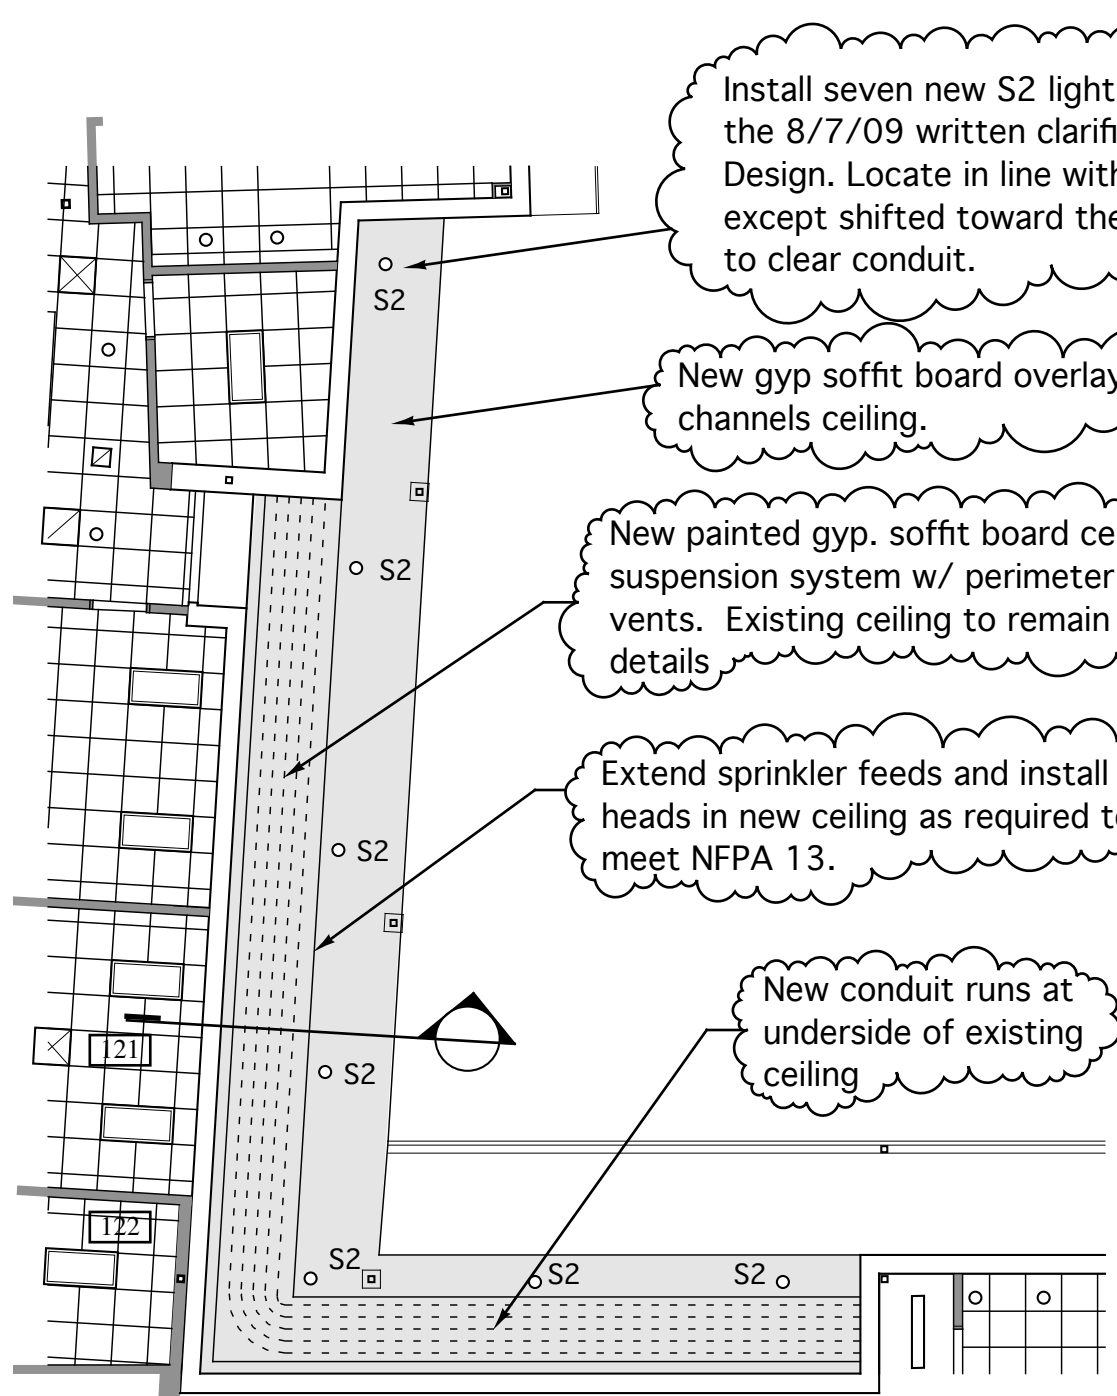 Install seven new S2 light
the 8/7/09 written clarifi
Design. Locate in line with
except shifted toward the
to clear conduit.
S2
New gyp soffit board overlay
channels ceiling.
New painted gyp. soffit board ce
suspension system w/ perimeter
vents. Existing ceiling to remain
details
S2
Extend sprinkler feeds and install
heads in new ceiling as required to
meet NFPA 13.
S2
New conduit runs at
underside of existing
ceiling
121
S2
122
S2
S2
S2